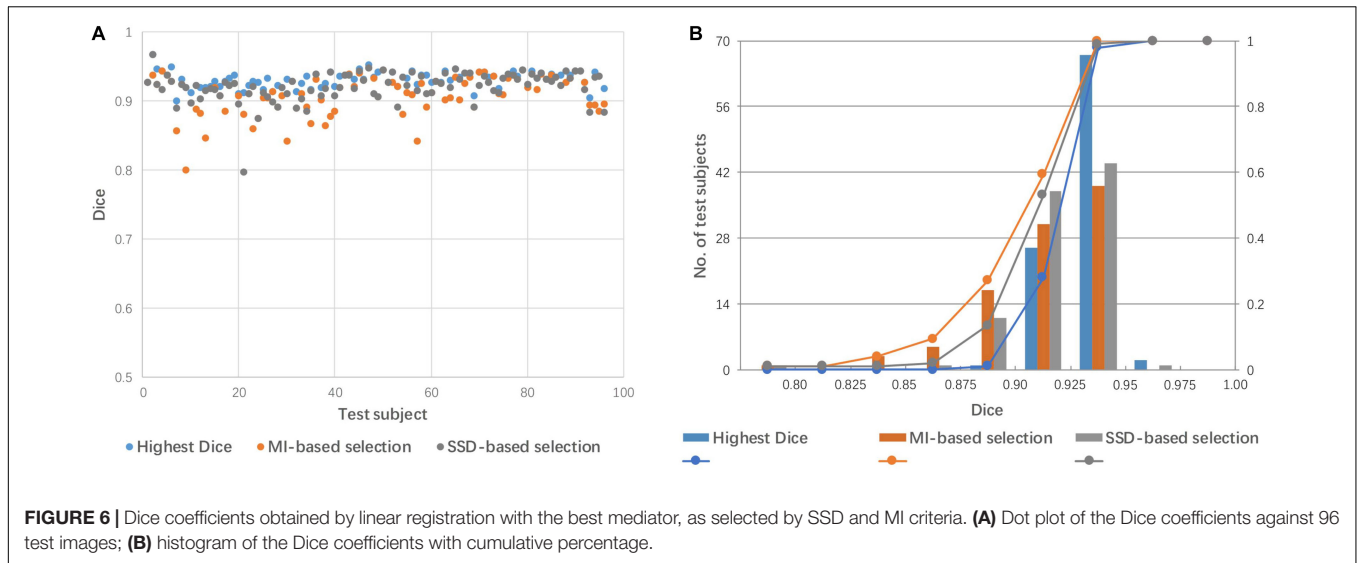 A
1
0.9
0.8
0.7
0.6
0.5
Dice
0
20
40
60
80
100
Test subject
Highest Dice
MI-based selection
SSD-based selection
B
70
56
42
28
14
0
No. of test subjects
1
0.8
0.6
0.4
0.2
0
0.80
0.825
0.85
0.875
0.90
0.925
0.95
0.975
1.00
Dice
Highest Dice
MI-based selection
SSD-based selection
FIGURE 6 | Dice coefficients obtained by linear registration with the best mediator, as selected by SSD and MI criteria. (A) Dot plot of the Dice coefficients against 96
test images; (B) histogram of the Dice coefficients with cumulative percentage.